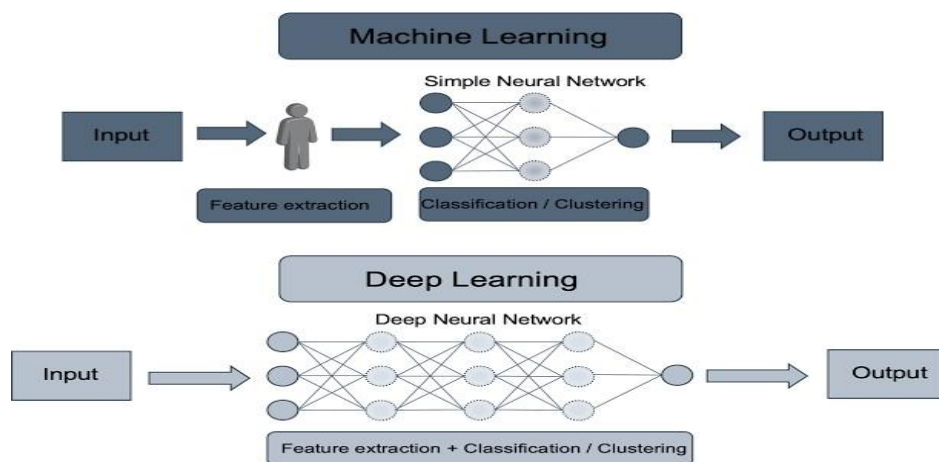 Machine Learning
Simple Neural Network
Input
Output
Feature extraction
Classification / Clustering
Deep Learning
Deep Neural Network
Input
Output
Feature extraction + Classification / Clustering